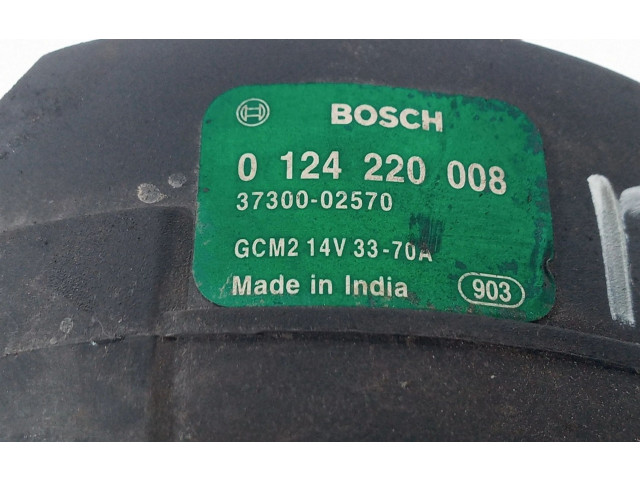 BOSCH
0 124 220 008
37300-02570
GCM2 14V 33-70A
Made in India 903